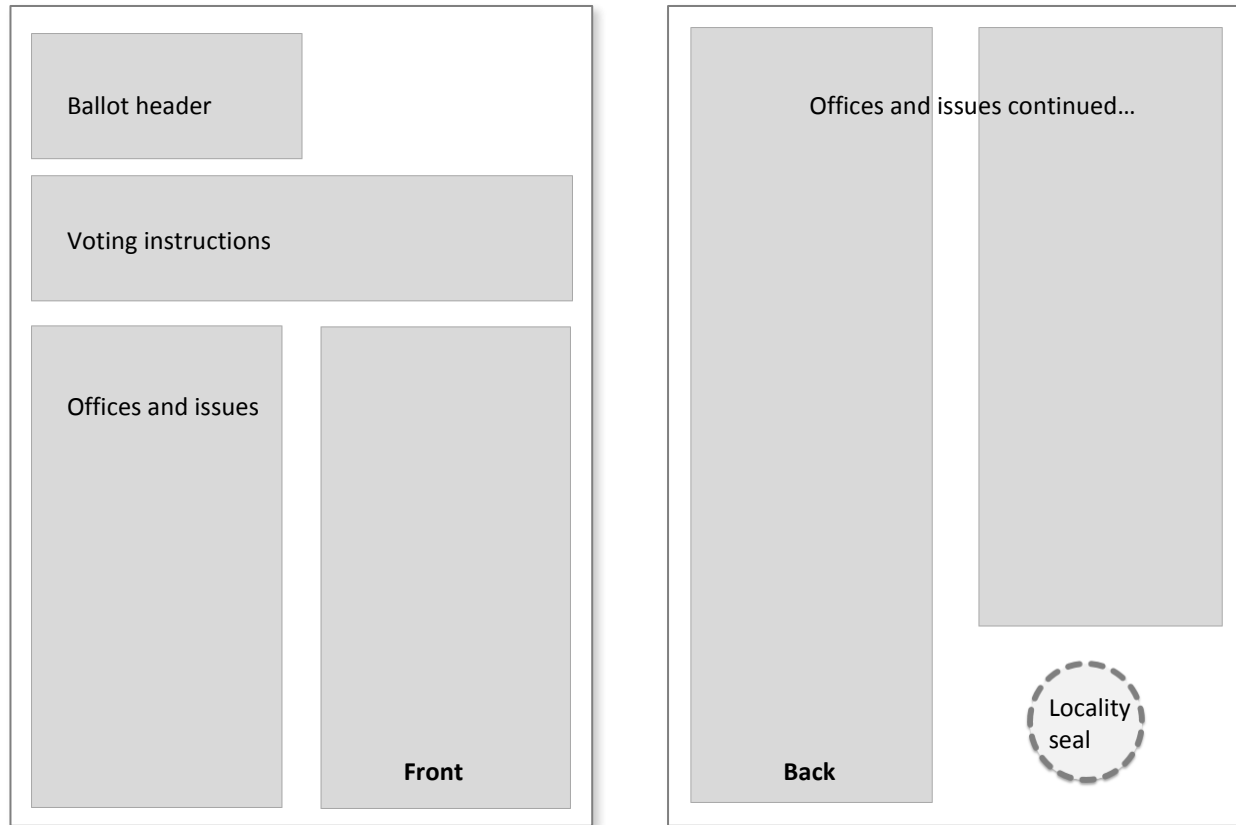 Ballot header
Voting instructions
Offices and issues
Front
Offices and issues continued…
Locality
seal
Back